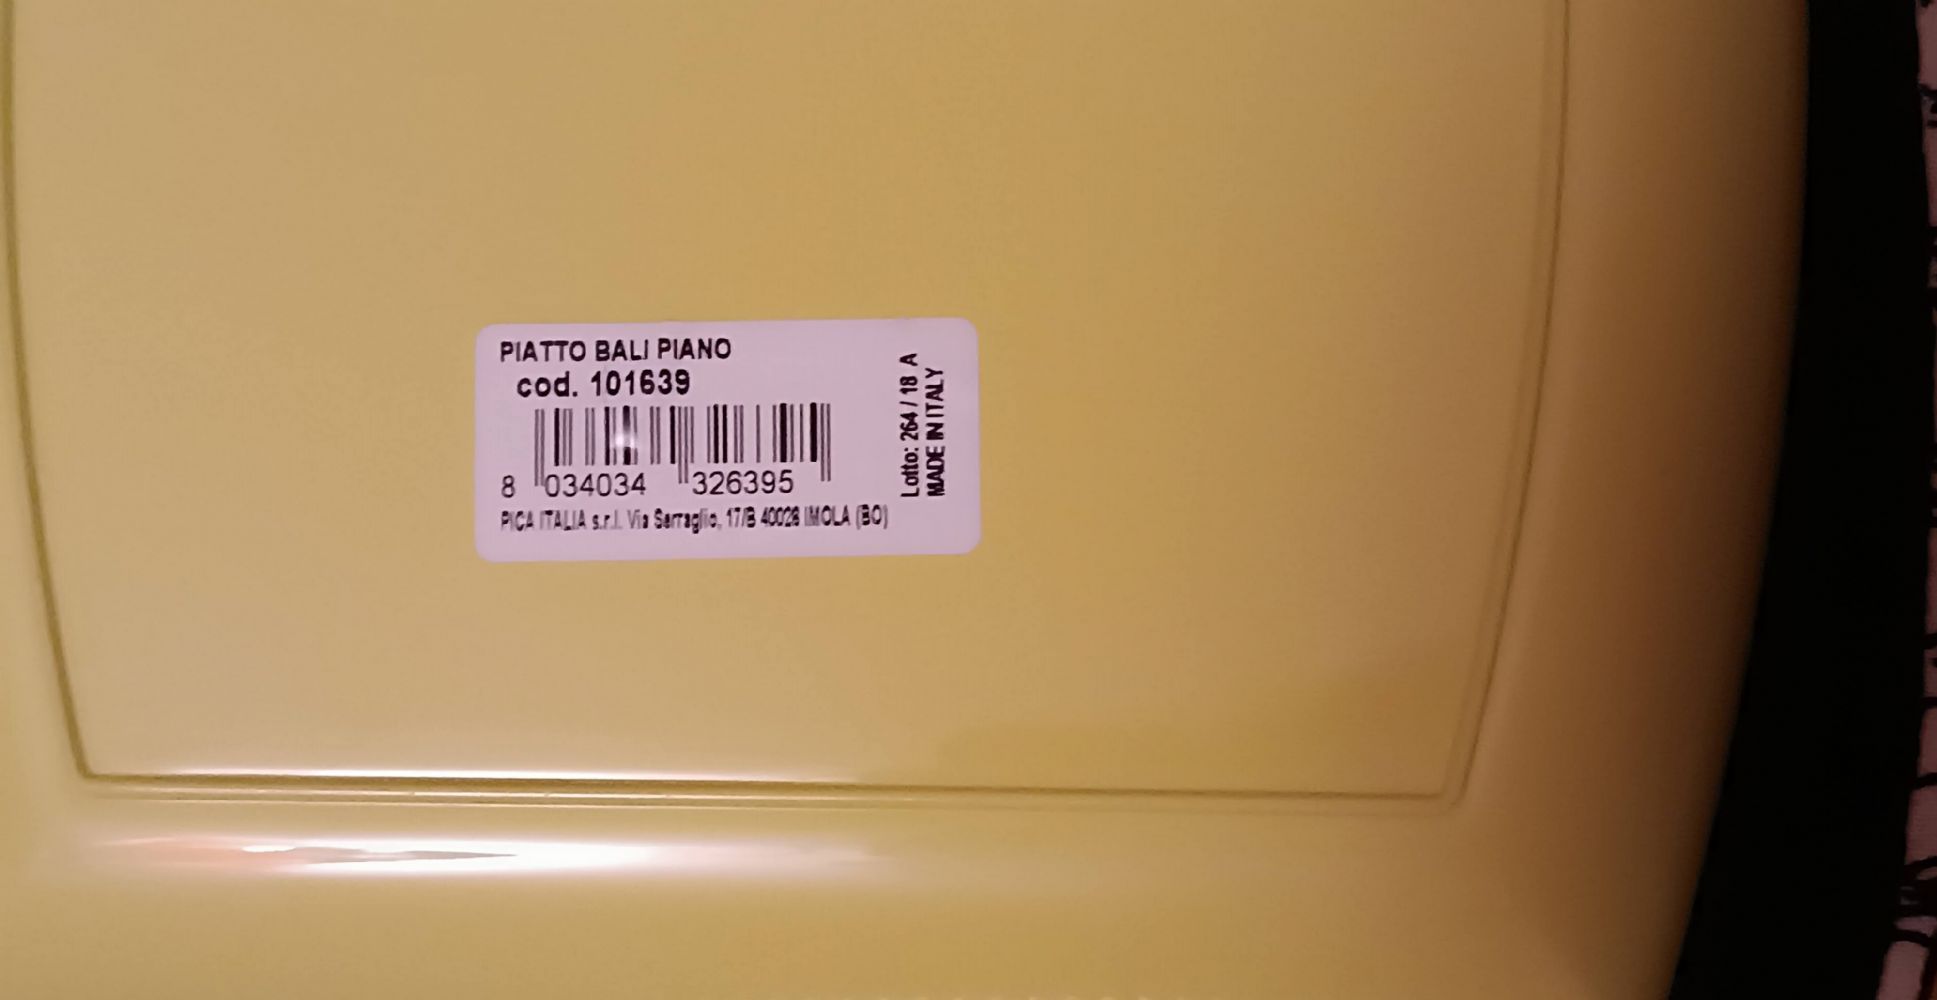 PIATTO BALI PIANO
cod. 101639
8 034034 326395
PICA ITALIA s.r.l. Via Serraglio, 17/B 40026 IMOLA (BO)
Lotto: 264 / 18 A
MADE IN ITALY